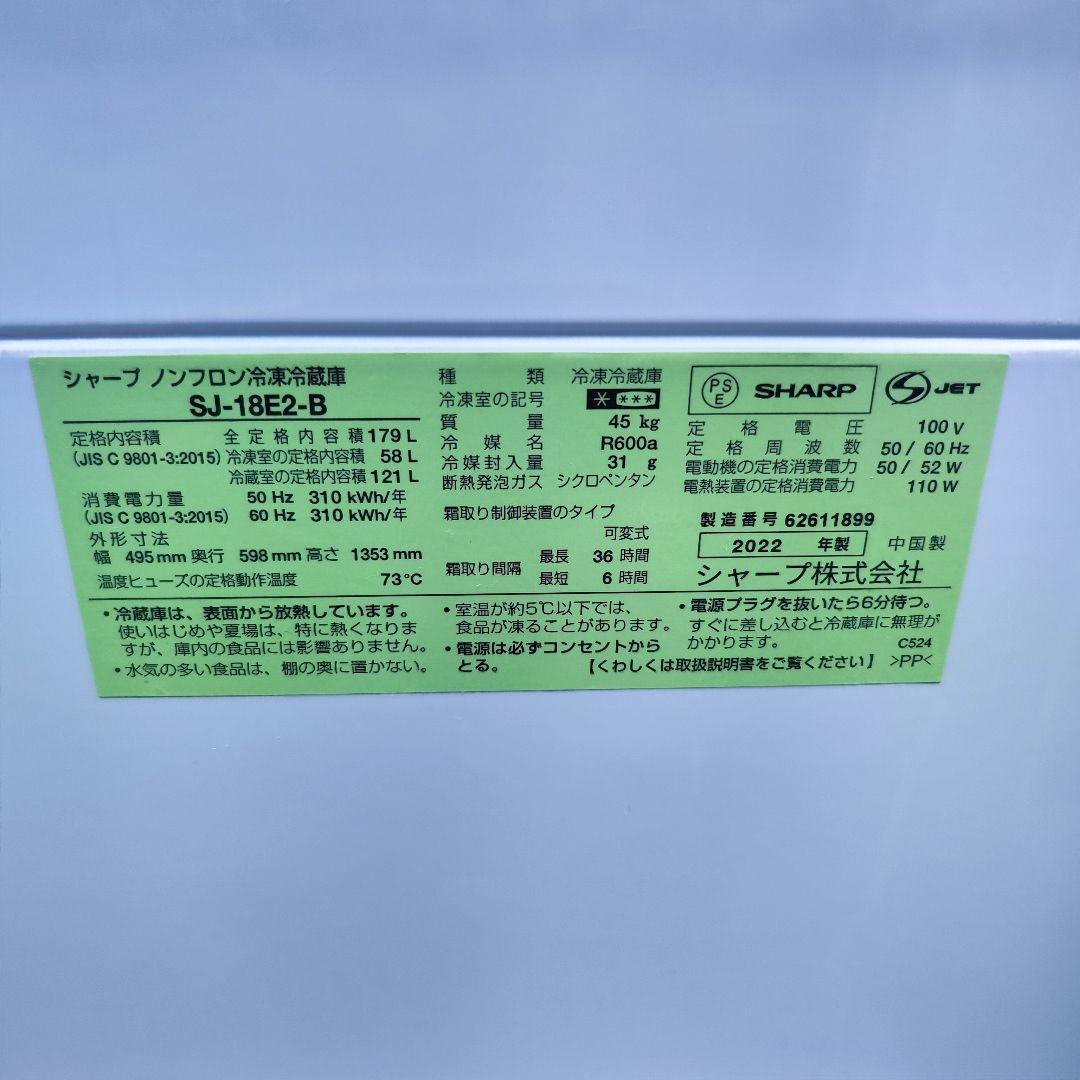 シャープ ノンフロン冷凍冷蔵庫
SJ-18E2-B
定格内容積 全定格内容積 179 L
(JIS C 9801-3:2015) 冷凍室の定格内容積 58 L
冷蔵室の定格内容積 121 L
消費電力量 50 Hz 310 kWh/年
(JIS C 9801-3:2015) 60 Hz 310 kWh/年
外形寸法
幅 495 mm 奥行 598 mm 高さ 1353 mm
温度ヒューズの定格動作温度 73℃
種類 冷凍冷蔵庫
冷凍室の記号 * ***
質量 45 kg
冷媒名 R600a
冷媒封入量 31 g
断熱発泡ガス シクロペンタン
霜取り制御装置のタイプ
可変式
霜取り間隔 最長 36 時間
最短 6 時間
PSE SHARP JET
定格電圧 100 V
定格周波数 50 / 60 Hz
電動機の定格消費電力 50 / 52 W
電熱装置の定格消費電力 110 W
製造番号 62611899
2022 年製 中国製
シャープ株式会社
・冷蔵庫は、表面から放熱しています。
使いはじめや夏場は、特に熱くなりま
すが、庫内の食品には影響ありません。
・水気の多い食品は、棚の奥に置かない。
・室温が約5℃以下では、
食品が凍ることがあります。
・電源は必ずコンセントから
とる。
・電源プラグを抜いたら6分待つ。
すぐに差し込むと冷蔵庫に無理が
かかります。 C524
【くわしくは取扱説明書をご覧ください】 >PP<